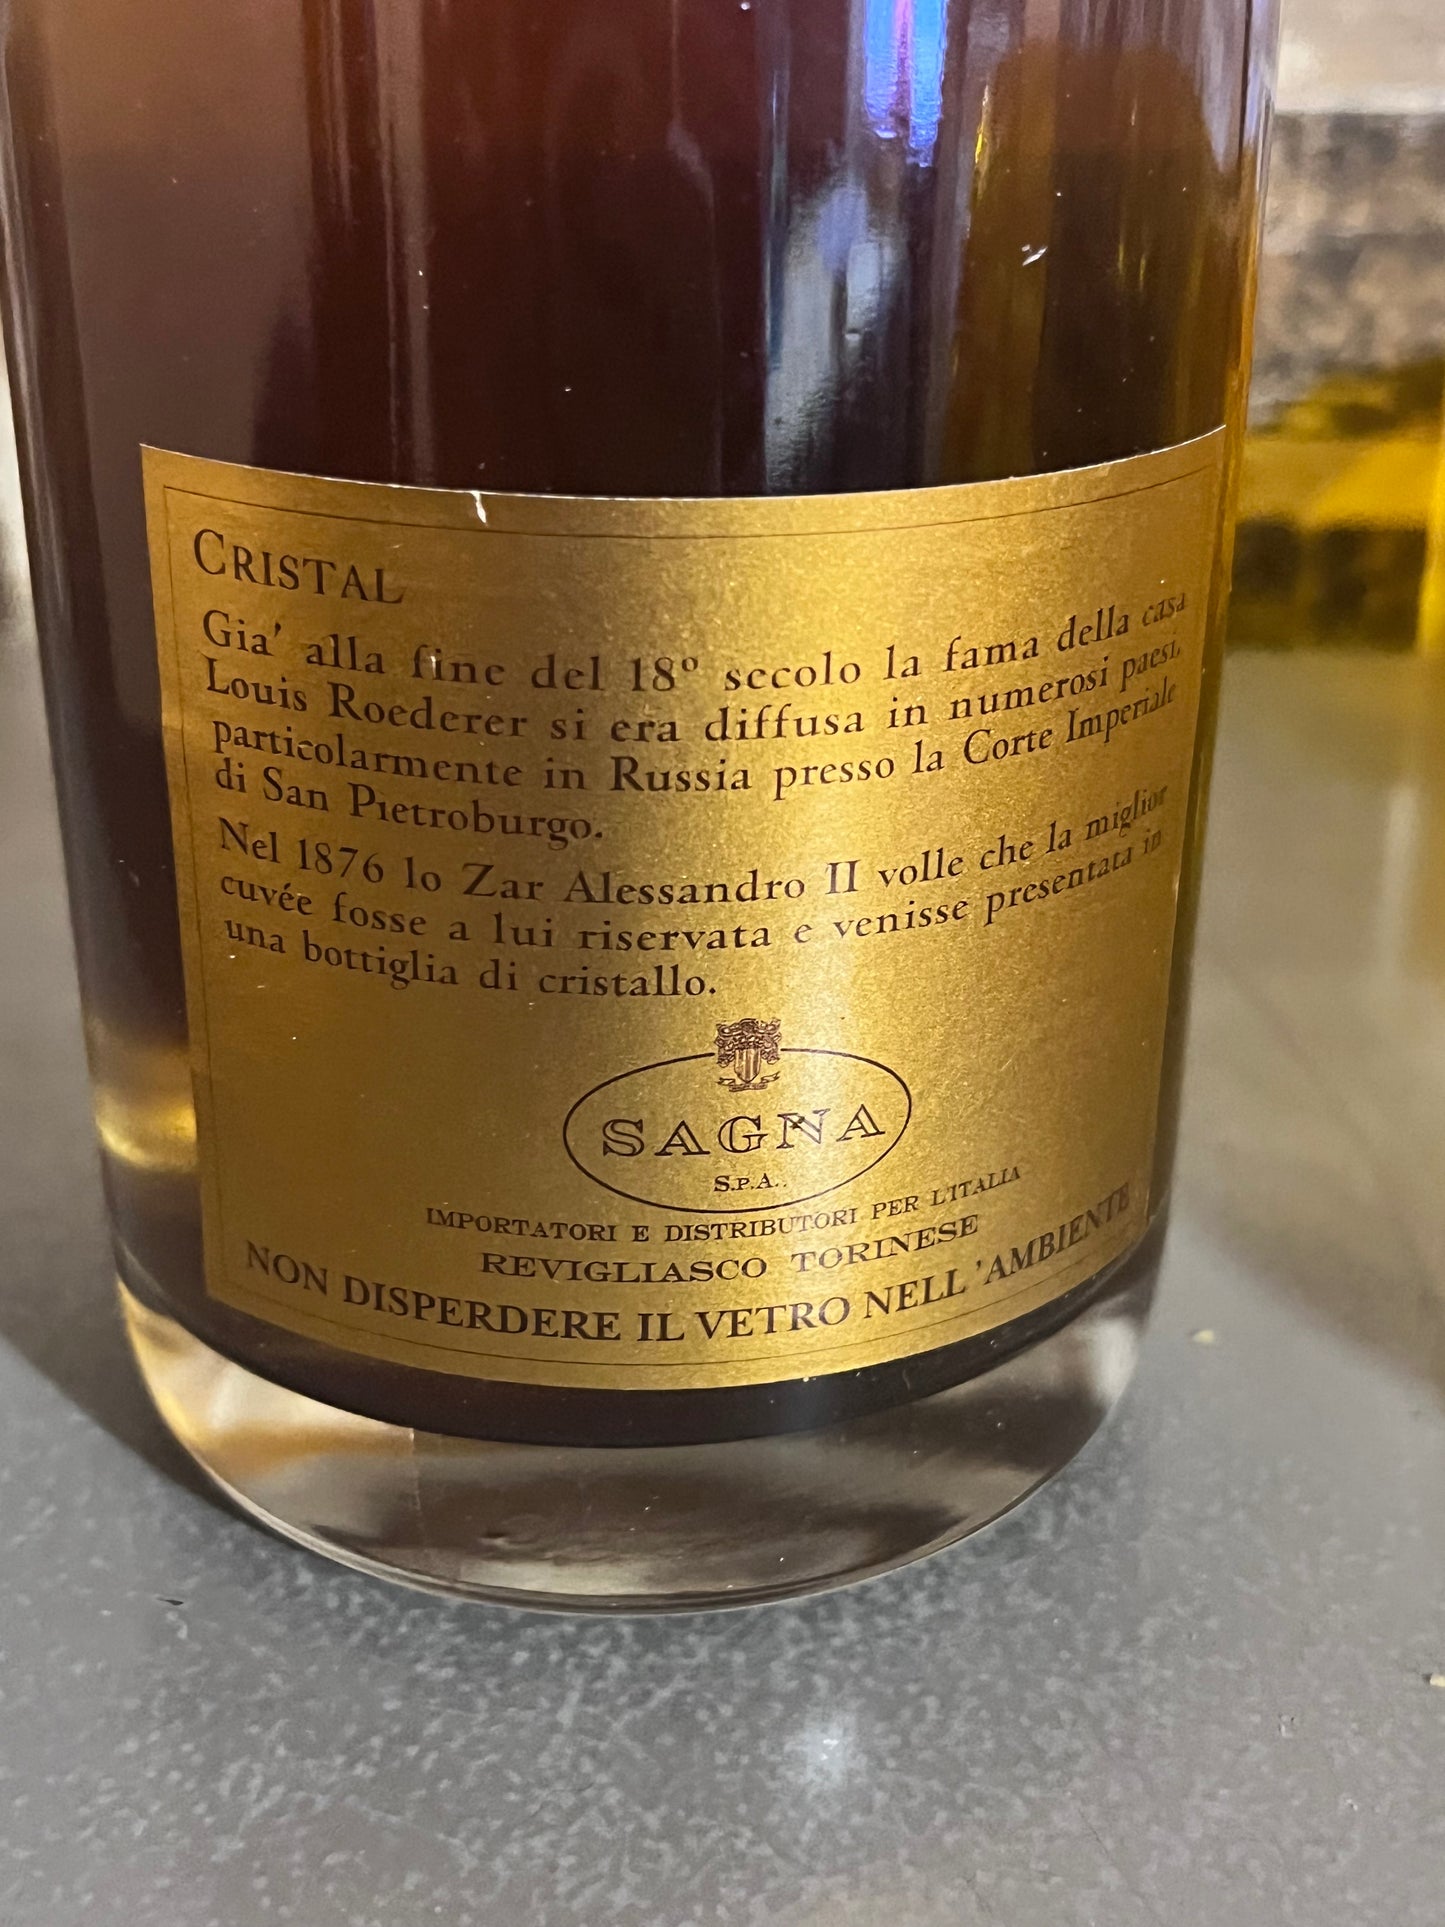 CRISTAL
Gia' alla fine del 18° secolo la fama della casa
Louis Roederer si era diffusa in numerosi paesi,
particolarmente in Russia presso la Corte Imperiale
di San Pietroburgo.
Nel 1876 lo Zar Alessandro II volle che la miglior
cuvée fosse a lui riservata e venisse presentata in
una bottiglia di cristallo.
SAGNA
S.P.A.
IMPORTATORI E DISTRIBUTORI PER L'ITALIA
REVIGLIASCO TORINESE
NON DISPERDERE IL VETRO NELL'AMBIENTE